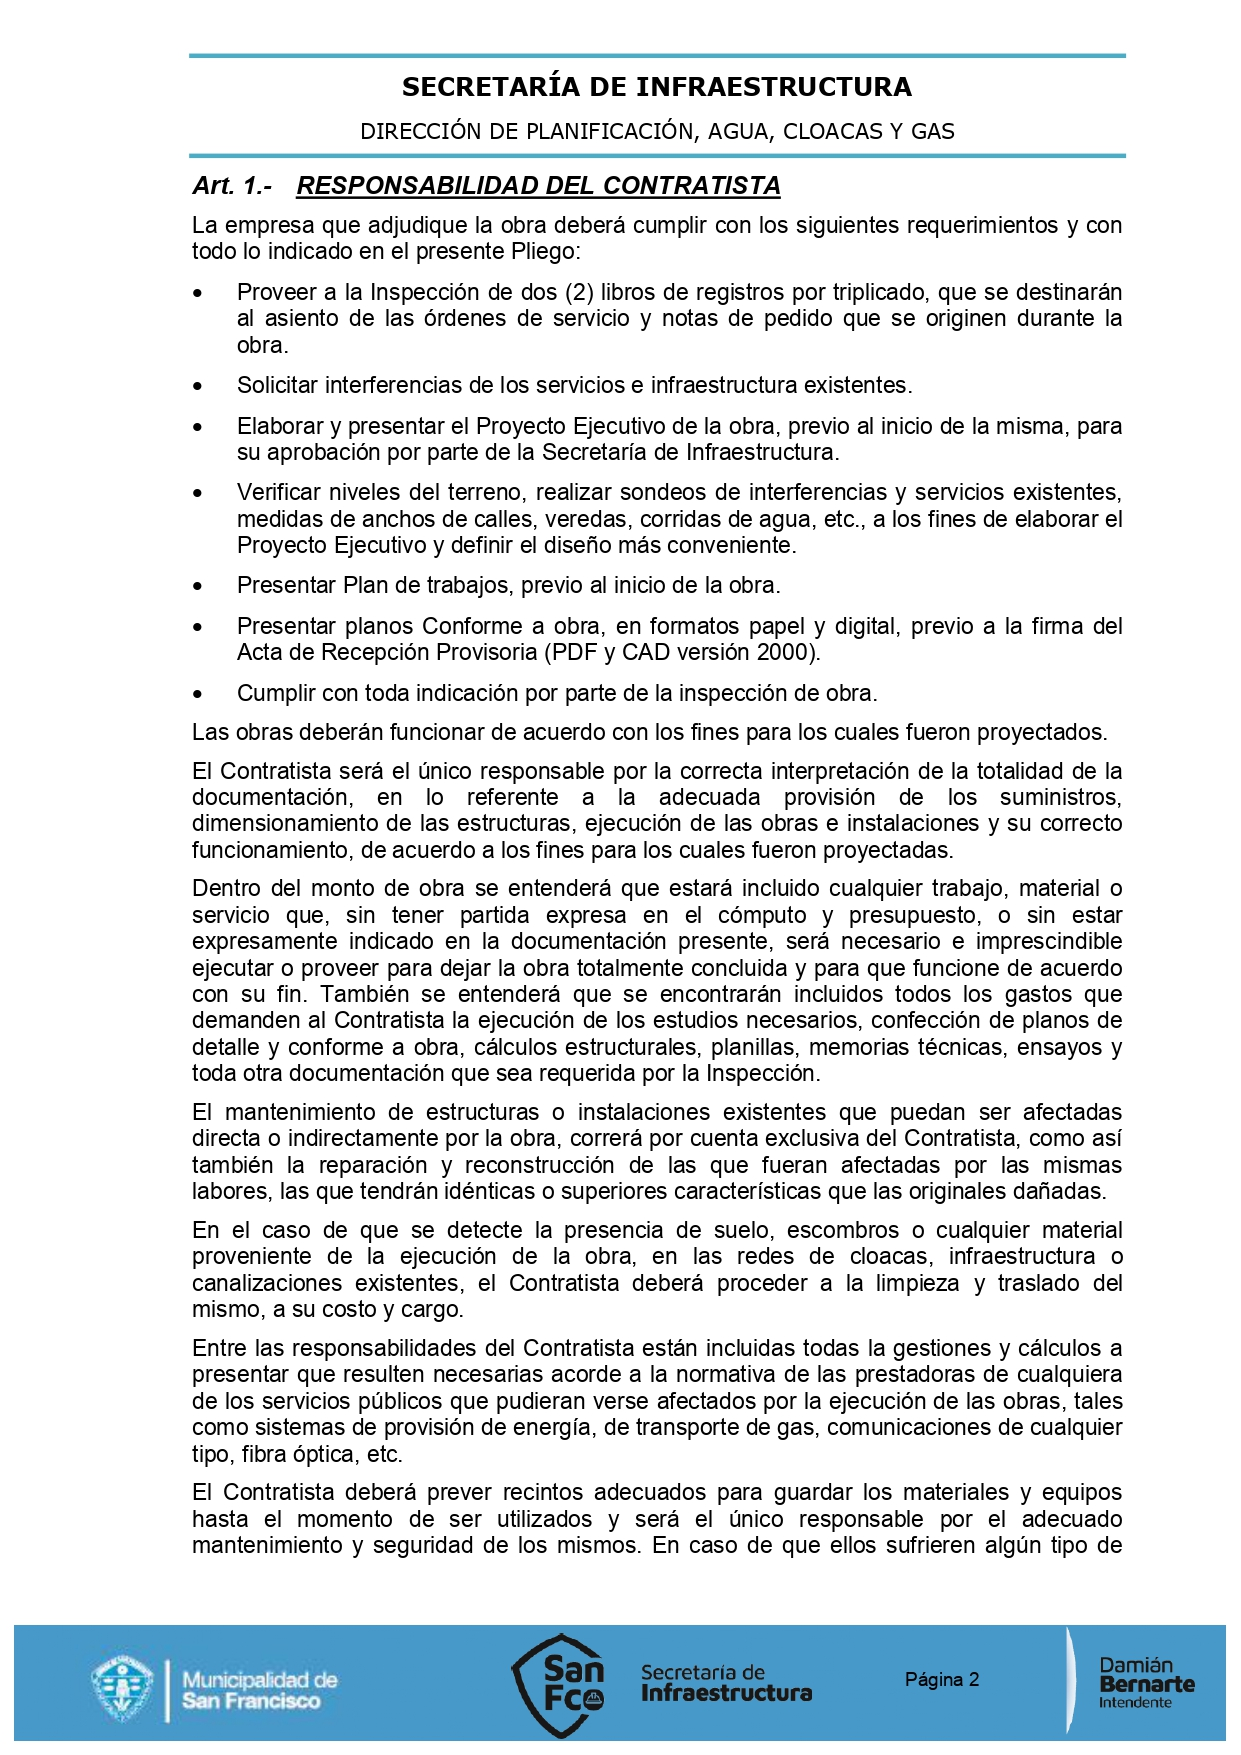 SECRETARÍA DE INFRAESTRUCTURA
DIRECCIÓN DE PLANIFICACIÓN, AGUA, CLOACAS Y GAS
Art. 1.- RESPONSABILIDAD DEL CONTRATISTA
La empresa que adjudique la obra deberá cumplir con los siguientes requerimientos y con
todo lo indicado en el presente Pliego:
• Proveer a la Inspección de dos (2) libros de registros por triplicado, que se destinarán
al asiento de las órdenes de servicio y notas de pedido que se originen durante la
obra.
• Solicitar interferencias de los servicios e infraestructura existentes.
• Elaborar y presentar el Proyecto Ejecutivo de la obra, previo al inicio de la misma, para
su aprobación por parte de la Secretaría de Infraestructura.
• Verificar niveles del terreno, realizar sondeos de interferencias y servicios existentes,
medidas de anchos de calles, veredas, corridas de agua, etc., a los fines de elaborar el
Proyecto Ejecutivo y definir el diseño más conveniente.
• Presentar Plan de trabajos, previo al inicio de la obra.
• Presentar planos Conforme a obra, en formatos papel y digital, previo a la firma del
Acta de Recepción Provisoria (PDF y CAD versión 2000).
• Cumplir con toda indicación por parte de la inspección de obra.
Las obras deberán funcionar de acuerdo con los fines para los cuales fueron proyectados.
El Contratista será el único responsable por la correcta interpretación de la totalidad de la
documentación, en lo referente a la adecuada provisión de los suministros,
dimensionamiento de las estructuras, ejecución de las obras e instalaciones y su correcto
funcionamiento, de acuerdo a los fines para los cuales fueron proyectadas.
Dentro del monto de obra se entenderá que estará incluido cualquier trabajo, material o
servicio que, sin tener partida expresa en el cómputo y presupuesto, o sin estar
expresamente indicado en la documentación presente, será necesario e imprescindible
ejecutar o proveer para dejar la obra totalmente concluida y para que funcione de acuerdo
con su fin. También se entenderá que se encontrarán incluidos todos los gastos que
demanden al Contratista la ejecución de los estudios necesarios, confección de planos de
detalle y conforme a obra, cálculos estructurales, planillas, memorias técnicas, ensayos y
toda otra documentación que sea requerida por la Inspección.
El mantenimiento de estructuras o instalaciones existentes que puedan ser afectadas
directa o indirectamente por la obra, correrá por cuenta exclusiva del Contratista, como así
también la reparación y reconstrucción de las que fueran afectadas por las mismas
labores, las que tendrán idénticas o superiores características que las originales dañadas.
En el caso de que se detecte la presencia de suelo, escombros o cualquier material
proveniente de la ejecución de la obra, en las redes de cloacas, infraestructura o
canalizaciones existentes, el Contratista deberá proceder a la limpieza y traslado del
mismo, a su costo y cargo.
Entre las responsabilidades del Contratista están incluidas todas la gestiones y cálculos a
presentar que resulten necesarias acorde a la normativa de las prestadoras de cualquiera
de los servicios públicos que pudieran verse afectados por la ejecución de las obras, tales
como sistemas de provisión de energía, de transporte de gas, comunicaciones de cualquier
tipo, fibra óptica, etc.
El Contratista deberá prever recintos adecuados para guardar los materiales y equipos
hasta el momento de ser utilizados y será el único responsable por el adecuado
mantenimiento y seguridad de los mismos. En caso de que ellos sufrieren algún tipo de
Municipalidad de
San Francisco
San
Fco
Secretaría de
Infraestructura
Página 2
Damián
Bernarte
Intendente